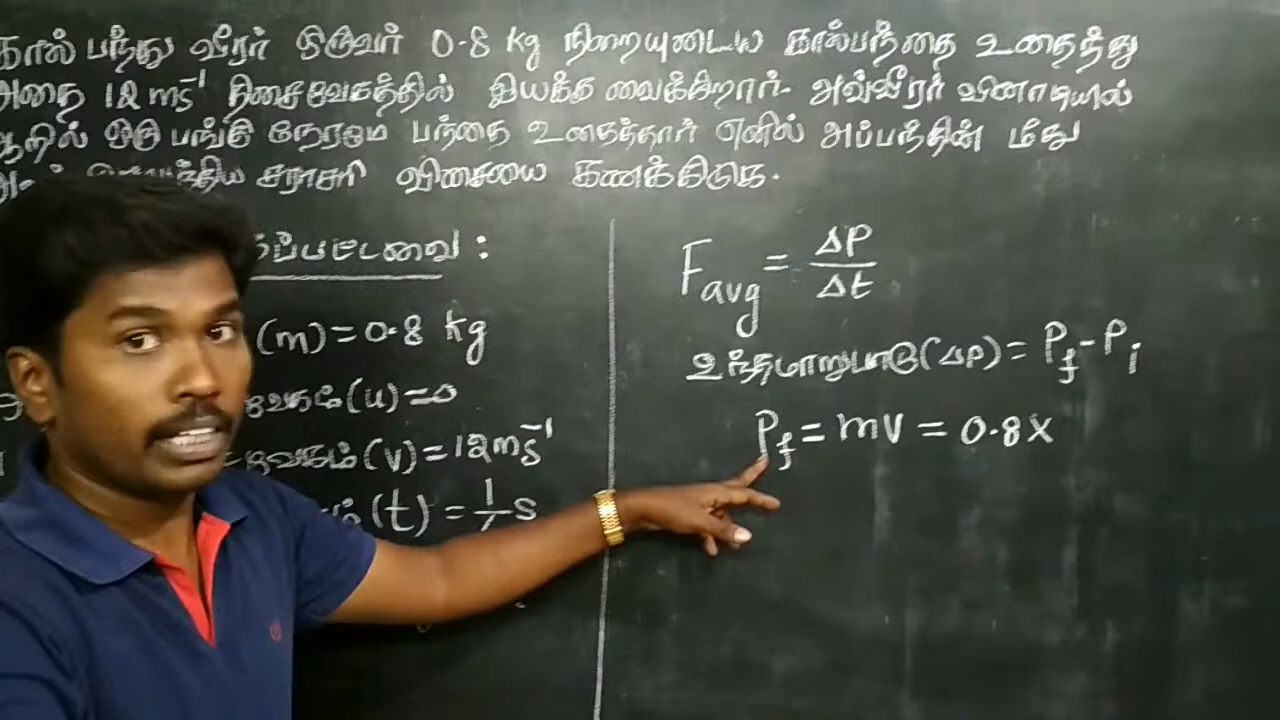 கால் பந்து வீரர் ஒருவர் 0.8 kg நிறையுடைய கால்பந்தை உதைத்து
அதை 12 ms⁻¹ திசைவேகத்தில் இயக்க வைக்கிறார். அவ்வீரர் வினாடியில்
ஆறில் ஒரு பங்கு நேரமே பந்தை உதைத்தார் எனில் அப்பந்தின் மீது
சராசரி விசையை கணக்கிடுக.
(m) = 0.8 kg
(u) = 0
(v) = 12 ms⁻¹
(t) = 1/ s
F avg = ΔP/Δt
உந்தமாறுபாடு (ΔP) = P_f - P_i
P_f = mv = 0.8 x